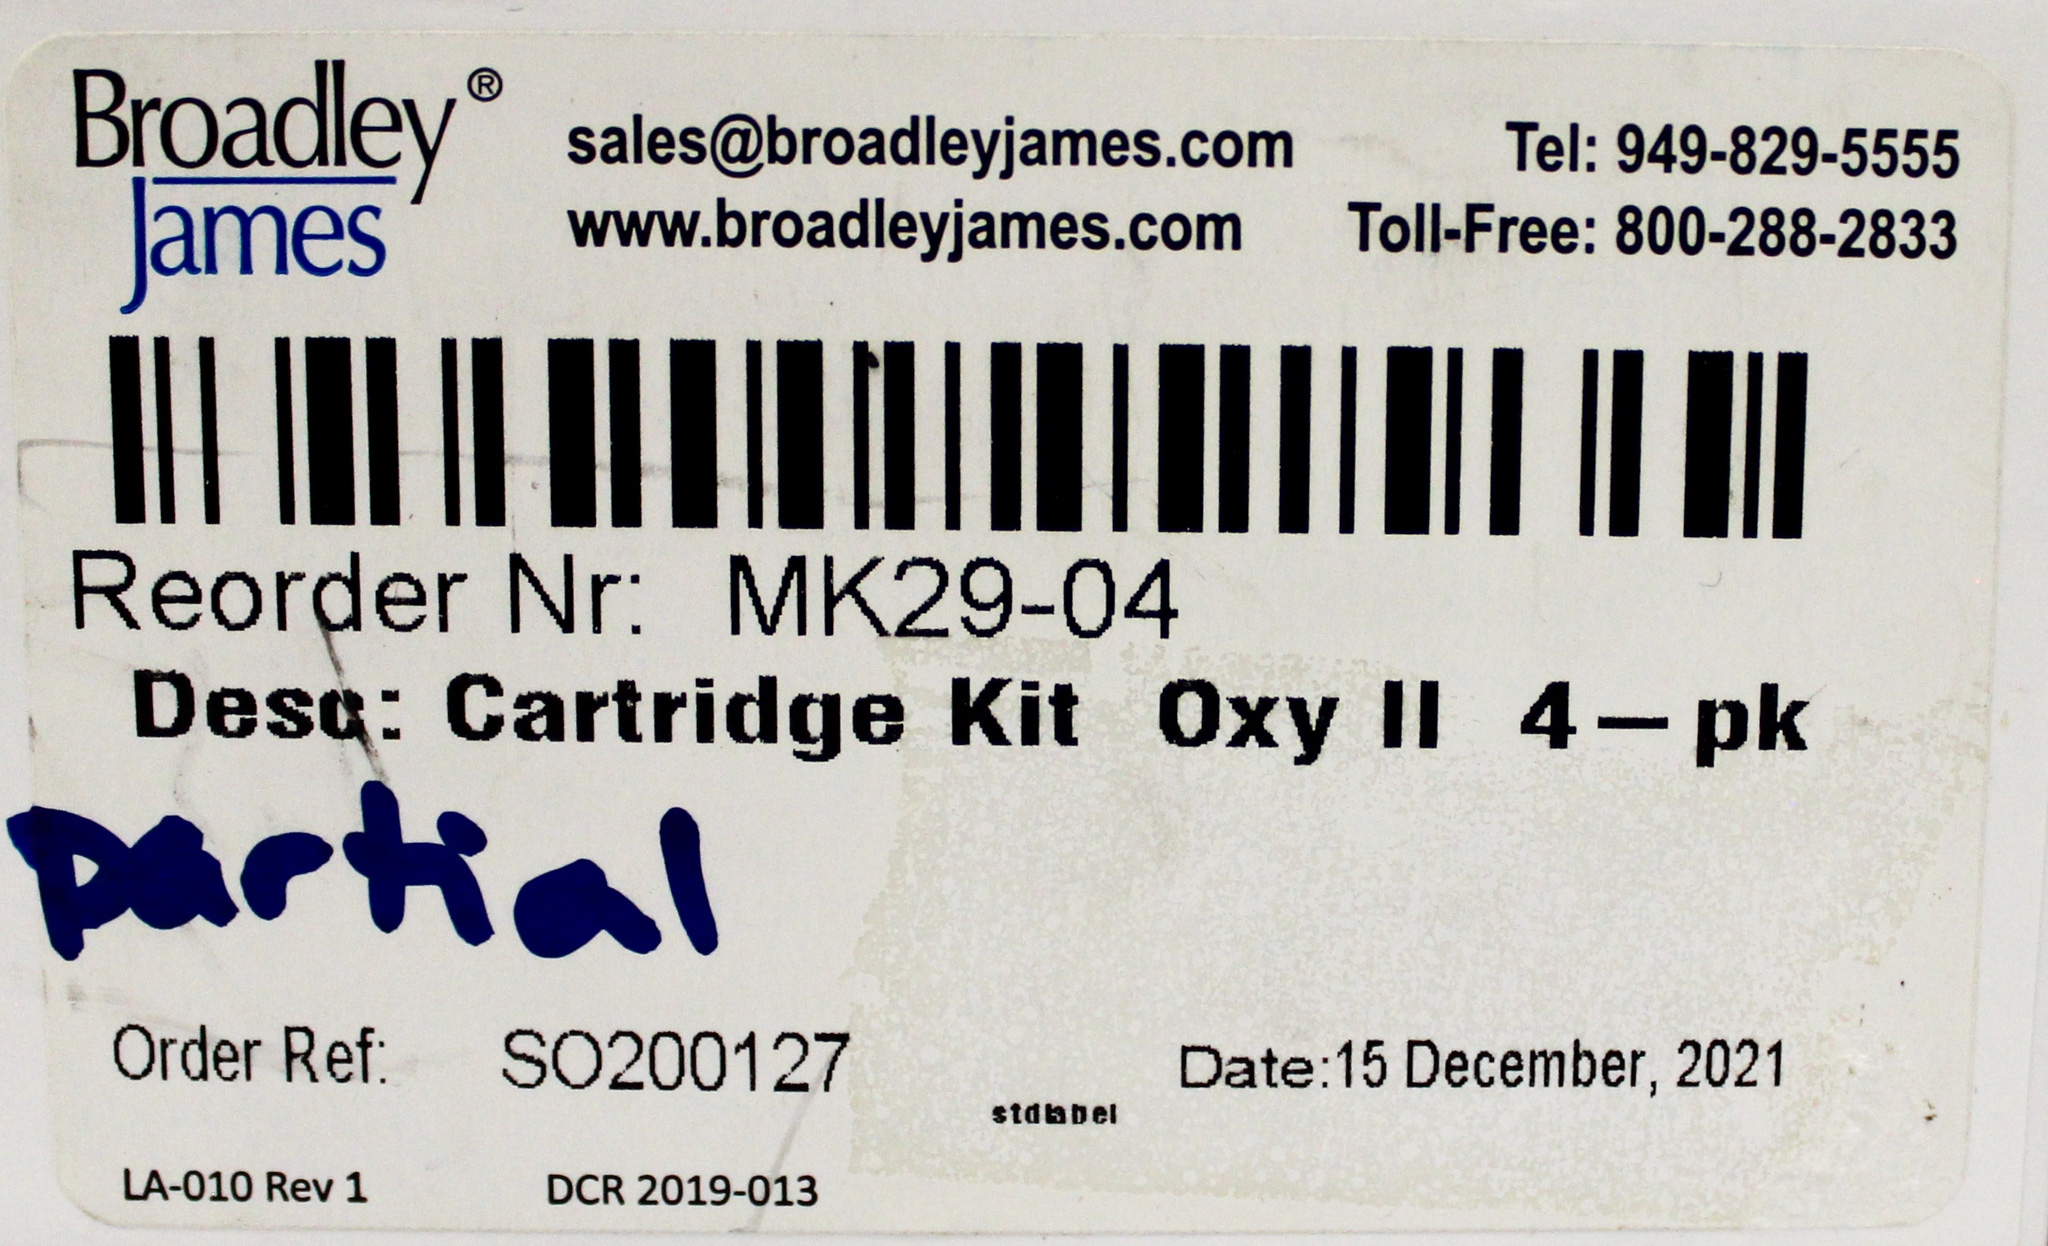 Broadley®
James
sales@broadleyjames.com
www.broadleyjames.com
Tel: 949-829-5555
Toll-Free: 800-288-2833
Reorder Nr: MK29-04
Desc: Cartridge Kit Oxy II 4-pk
partial
Order Ref: SO200127
Date:15 December, 2021
stdlabel
LA-010 Rev 1
DCR 2019-013